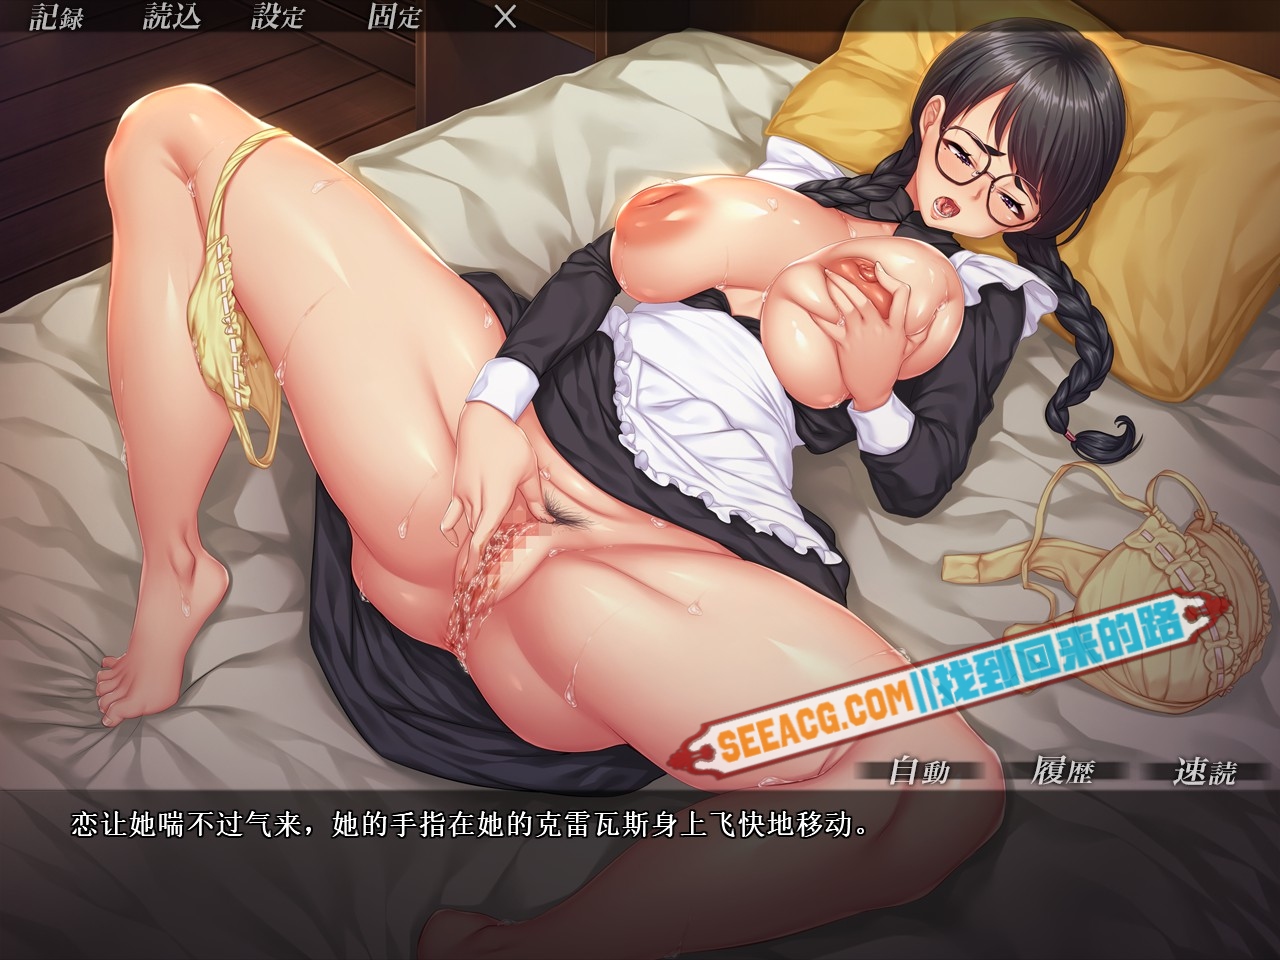 記録 読込 設定 固定 ×
SEEACG.COM||找到回来的路
自動 履歴 速読
恋让她喘不过气来，她的手指在她的克雷瓦斯身上飞快地移动。